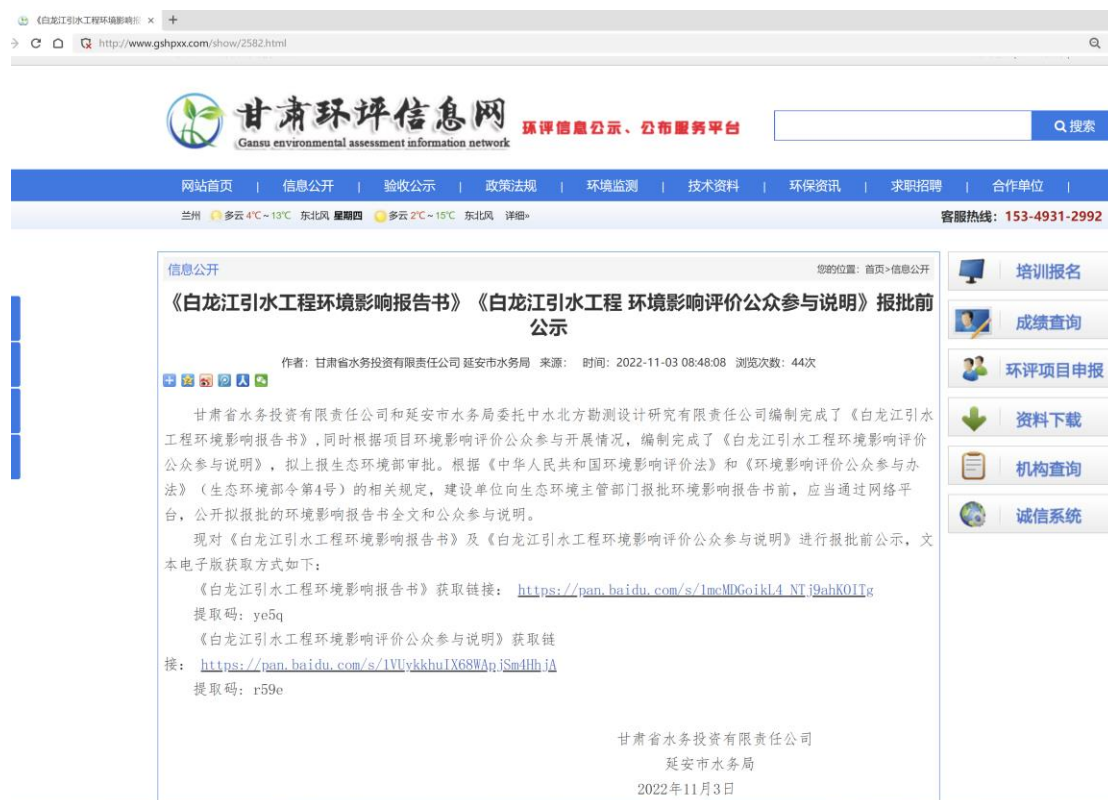 《白龙江引水工程环境影响报 × +
http://www.gshpxx.com/show/2582.html
甘肃环评信息网
Gansu environmental assessment information network
环评信息公示、公布服务平台
搜索
网站首页 | 信息公开 | 验收公示 | 政策法规 | 环境监测 | 技术资料 | 环保资讯 | 求职招聘 | 合作单位 |
兰州 多云 4℃~13℃ 东北风 星期四 多云 2℃~15℃ 东北风 详细»
客服热线：153-4931-2992
信息公开
您的位置：首页>信息公开
《白龙江引水工程环境影响报告书》《白龙江引水工程 环境影响评价公众参与说明》报批前
公示
作者：甘肃省水务投资有限责任公司 延安市水务局 来源： 时间：2022-11-03 08:48:08 浏览次数：44次
甘肃省水务投资有限责任公司和延安市水务局委托中水北方勘测设计研究有限责任公司编制完成了《白龙江引水
工程环境影响报告书》,同时根据项目环境影响评价公众参与开展情况，编制完成了《白龙江引水工程环境影响评价
公众参与说明》，拟上报生态环境部审批。根据《中华人民共和国环境影响评价法》和《环境影响评价公众参与办
法》（生态环境部令第4号）的相关规定，建设单位向生态环境主管部门报批环境影响报告书前，应当通过网络平
台，公开拟报批的环境影响报告书全文和公众参与说明。
现对《白龙江引水工程环境影响报告书》及《白龙江引水工程环境影响评价公众参与说明》进行报批前公示，文
本电子版获取方式如下：
《白龙江引水工程环境影响报告书》获取链接： https://pan.baidu.com/s/1mcMDGoikL4_NTj9ahKOITg
提取码：ye5q
《白龙江引水工程环境影响评价公众参与说明》获取链
接： https://pan.baidu.com/s/1VUykkhuIX68WApjSm4HhjA
提取码：r59e
甘肃省水务投资有限责任公司
延安市水务局
2022年11月3日
培训报名
成绩查询
环评项目申报
资料下载
机构查询
诚信系统